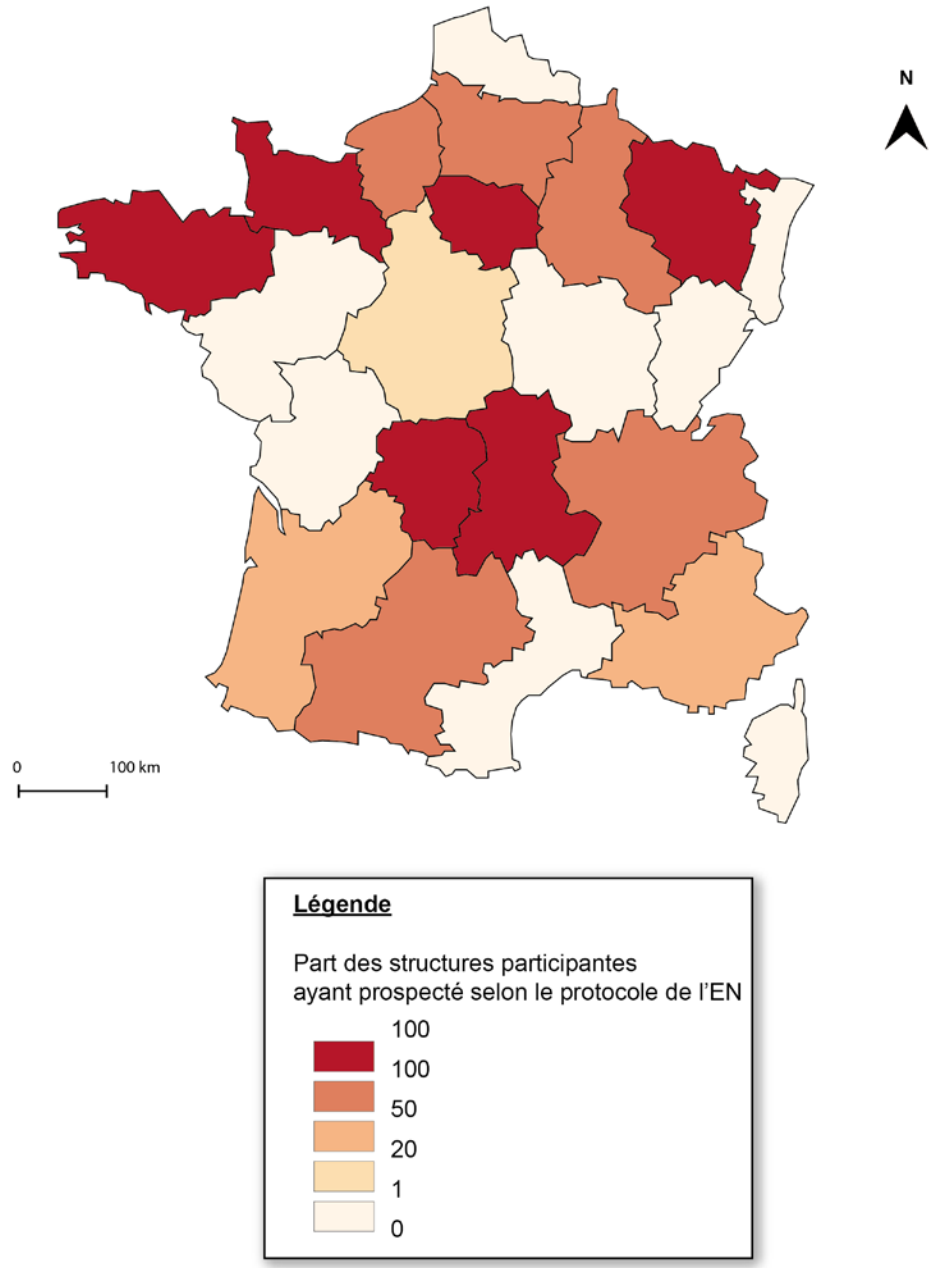 N
0 100 km
Légende
Part des structures participantes
ayant prospecté selon le protocole de l'EN
100
100
50
20
1
0